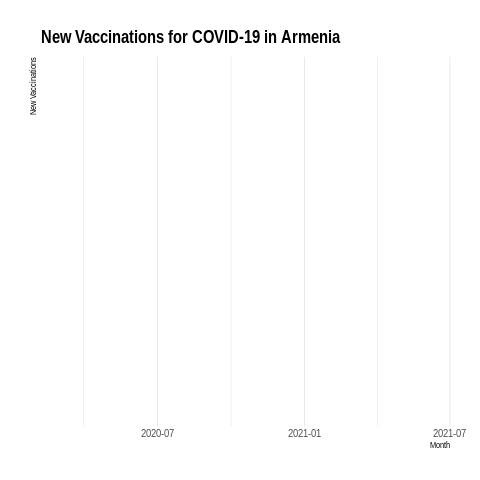 New Vaccinations for COVID-19 in Armenia
New Vaccinations
2020-07
2021-01
2021-07
Month